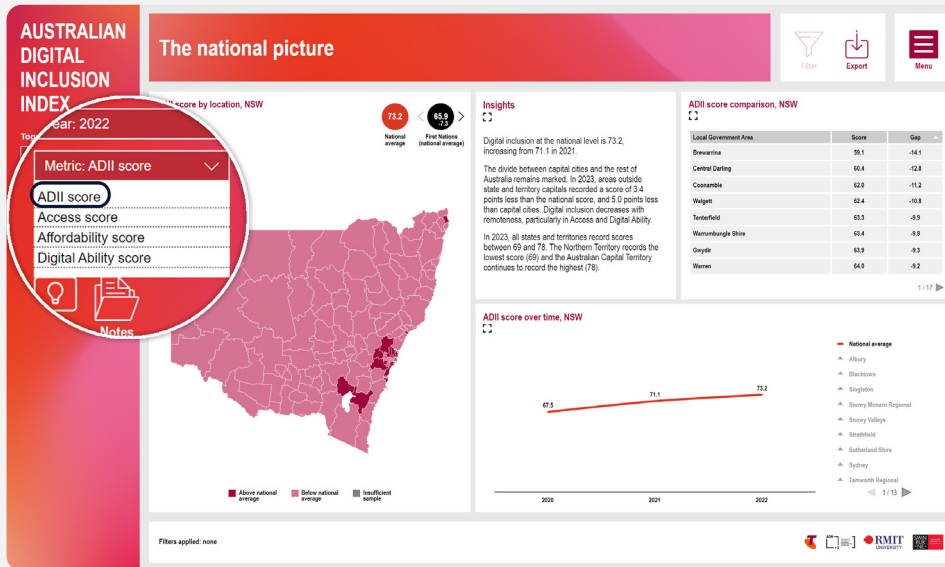 AUSTRALIAN
DIGITAL
INCLUSION
INDEX
The national picture
Filter
Export
Menu
Year: 2022
Metric: ADII score
ADII score
Access score
Affordability score
Digital Ability score
Notes
score by location, NSW
73.2
National
average
65.9
-7.3
First Nations
(national average)
Above national
average
Below national
average
Insufficient
sample
Insights
Digital inclusion at the national level is 73.2,
increasing from 71.1 in 2021.
The divide between capital cities and the rest of
Australia remains marked. In 2023, areas outside
state and territory capitals recorded a score of 3.4
points less than the national score, and 5.0 points less
than capital cities. Digital inclusion decreases with
remoteness, particularly in Access and Digital Ability.
In 2023, all states and territories record scores
between 69 and 78. The Northern Territory records the
lowest score (69) and the Australian Capital Territory
continues to record the highest (78).
ADII score comparison, NSW
Local Government Area Score Gap
Brewarrina 59.1 -14.1
Central Darling 60.4 -12.8
Coonamble 62.0 -11.2
Walgett 62.4 -10.8
Tenterfield 63.3 -9.9
Warrumbungle Shire 63.4 -9.8
Gwydir 63.9 -9.3
Warren 64.0 -9.2
1 / 17
ADII score over time, NSW
67.5
71.1
73.2
2020 2021 2022
National average
Albury
Blacktown
Singleton
Snowy Monaro Regional
Snowy Valleys
Strathfield
Sutherland Shire
Sydney
Tamworth Regional
1 / 13
Filters applied: none
RMIT
UNIVERSITY
SWIN
BUR
NE